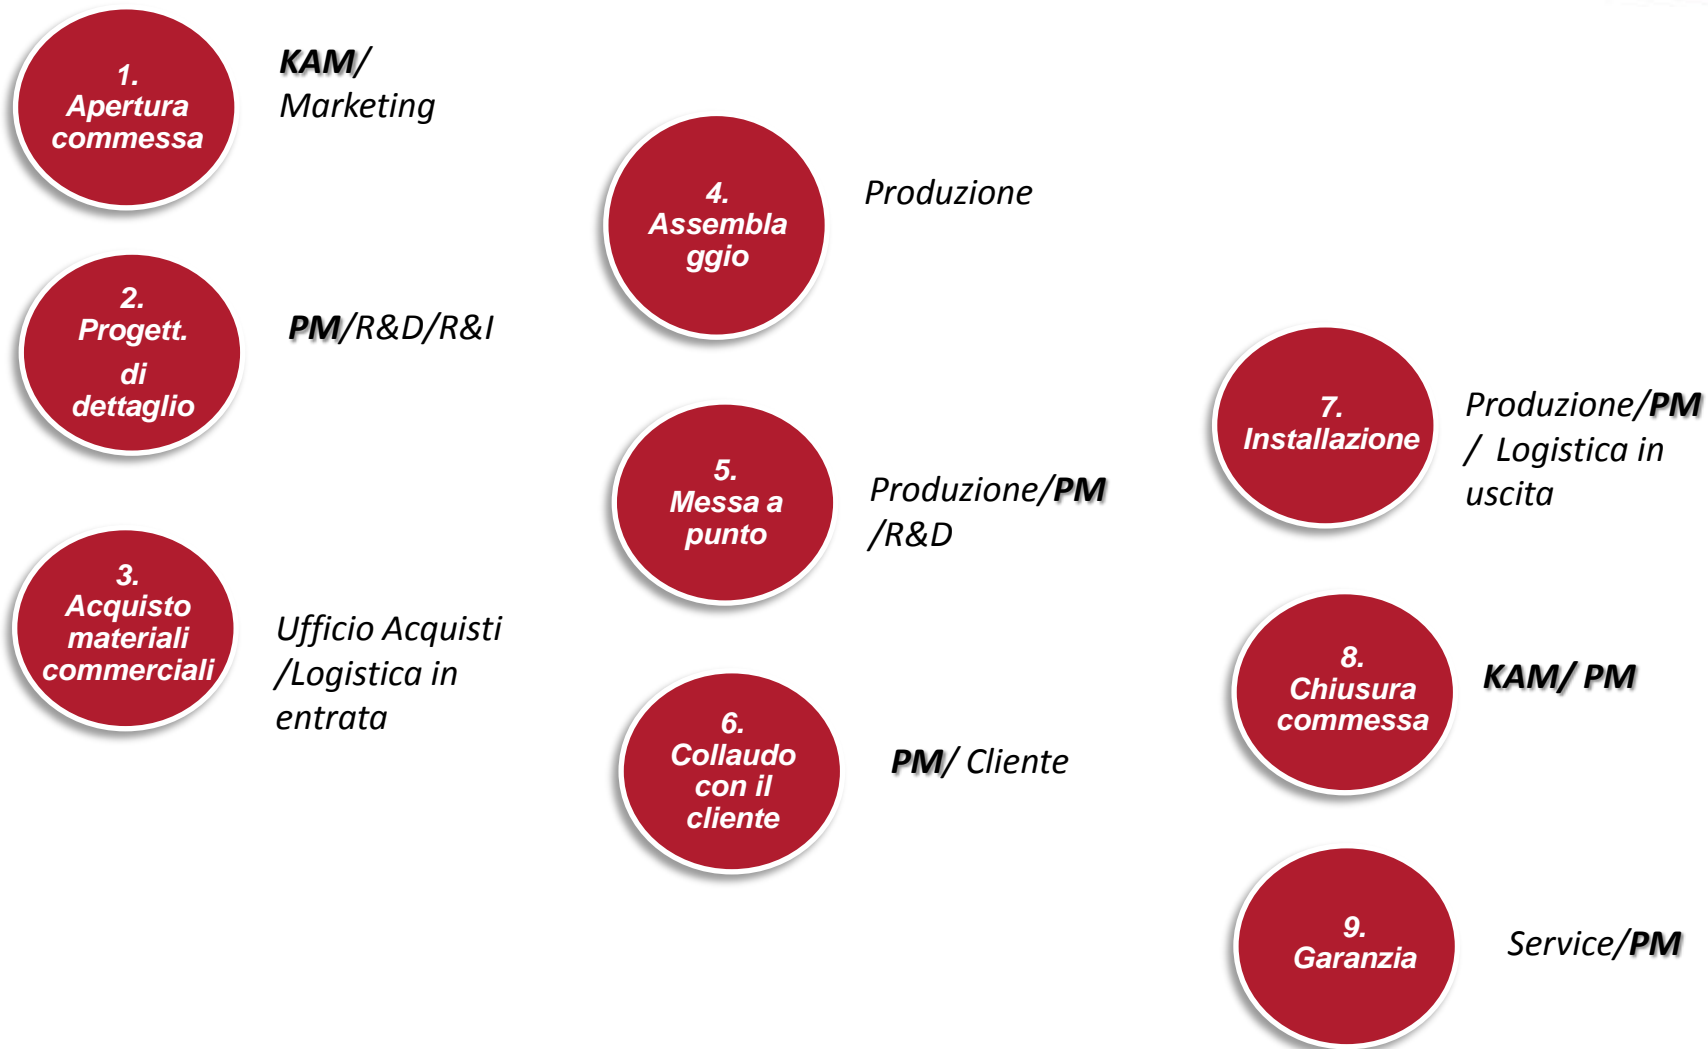 1.
Apertura
commessa
KAM/
Marketing
2.
Progett.
di
dettaglio
PM/R&D/R&I
3.
Acquisto
materiali
commerciali
Ufficio Acquisti
/Logistica in
entrata
4.
Assembla
ggio
Produzione
5.
Messa a
punto
Produzione/PM
/R&D
6.
Collaudo
con il
cliente
PM/ Cliente
7.
Installazione
Produzione/PM
/ Logistica in
uscita
8.
Chiusura
commessa
KAM/ PM
9.
Garanzia
Service/PM